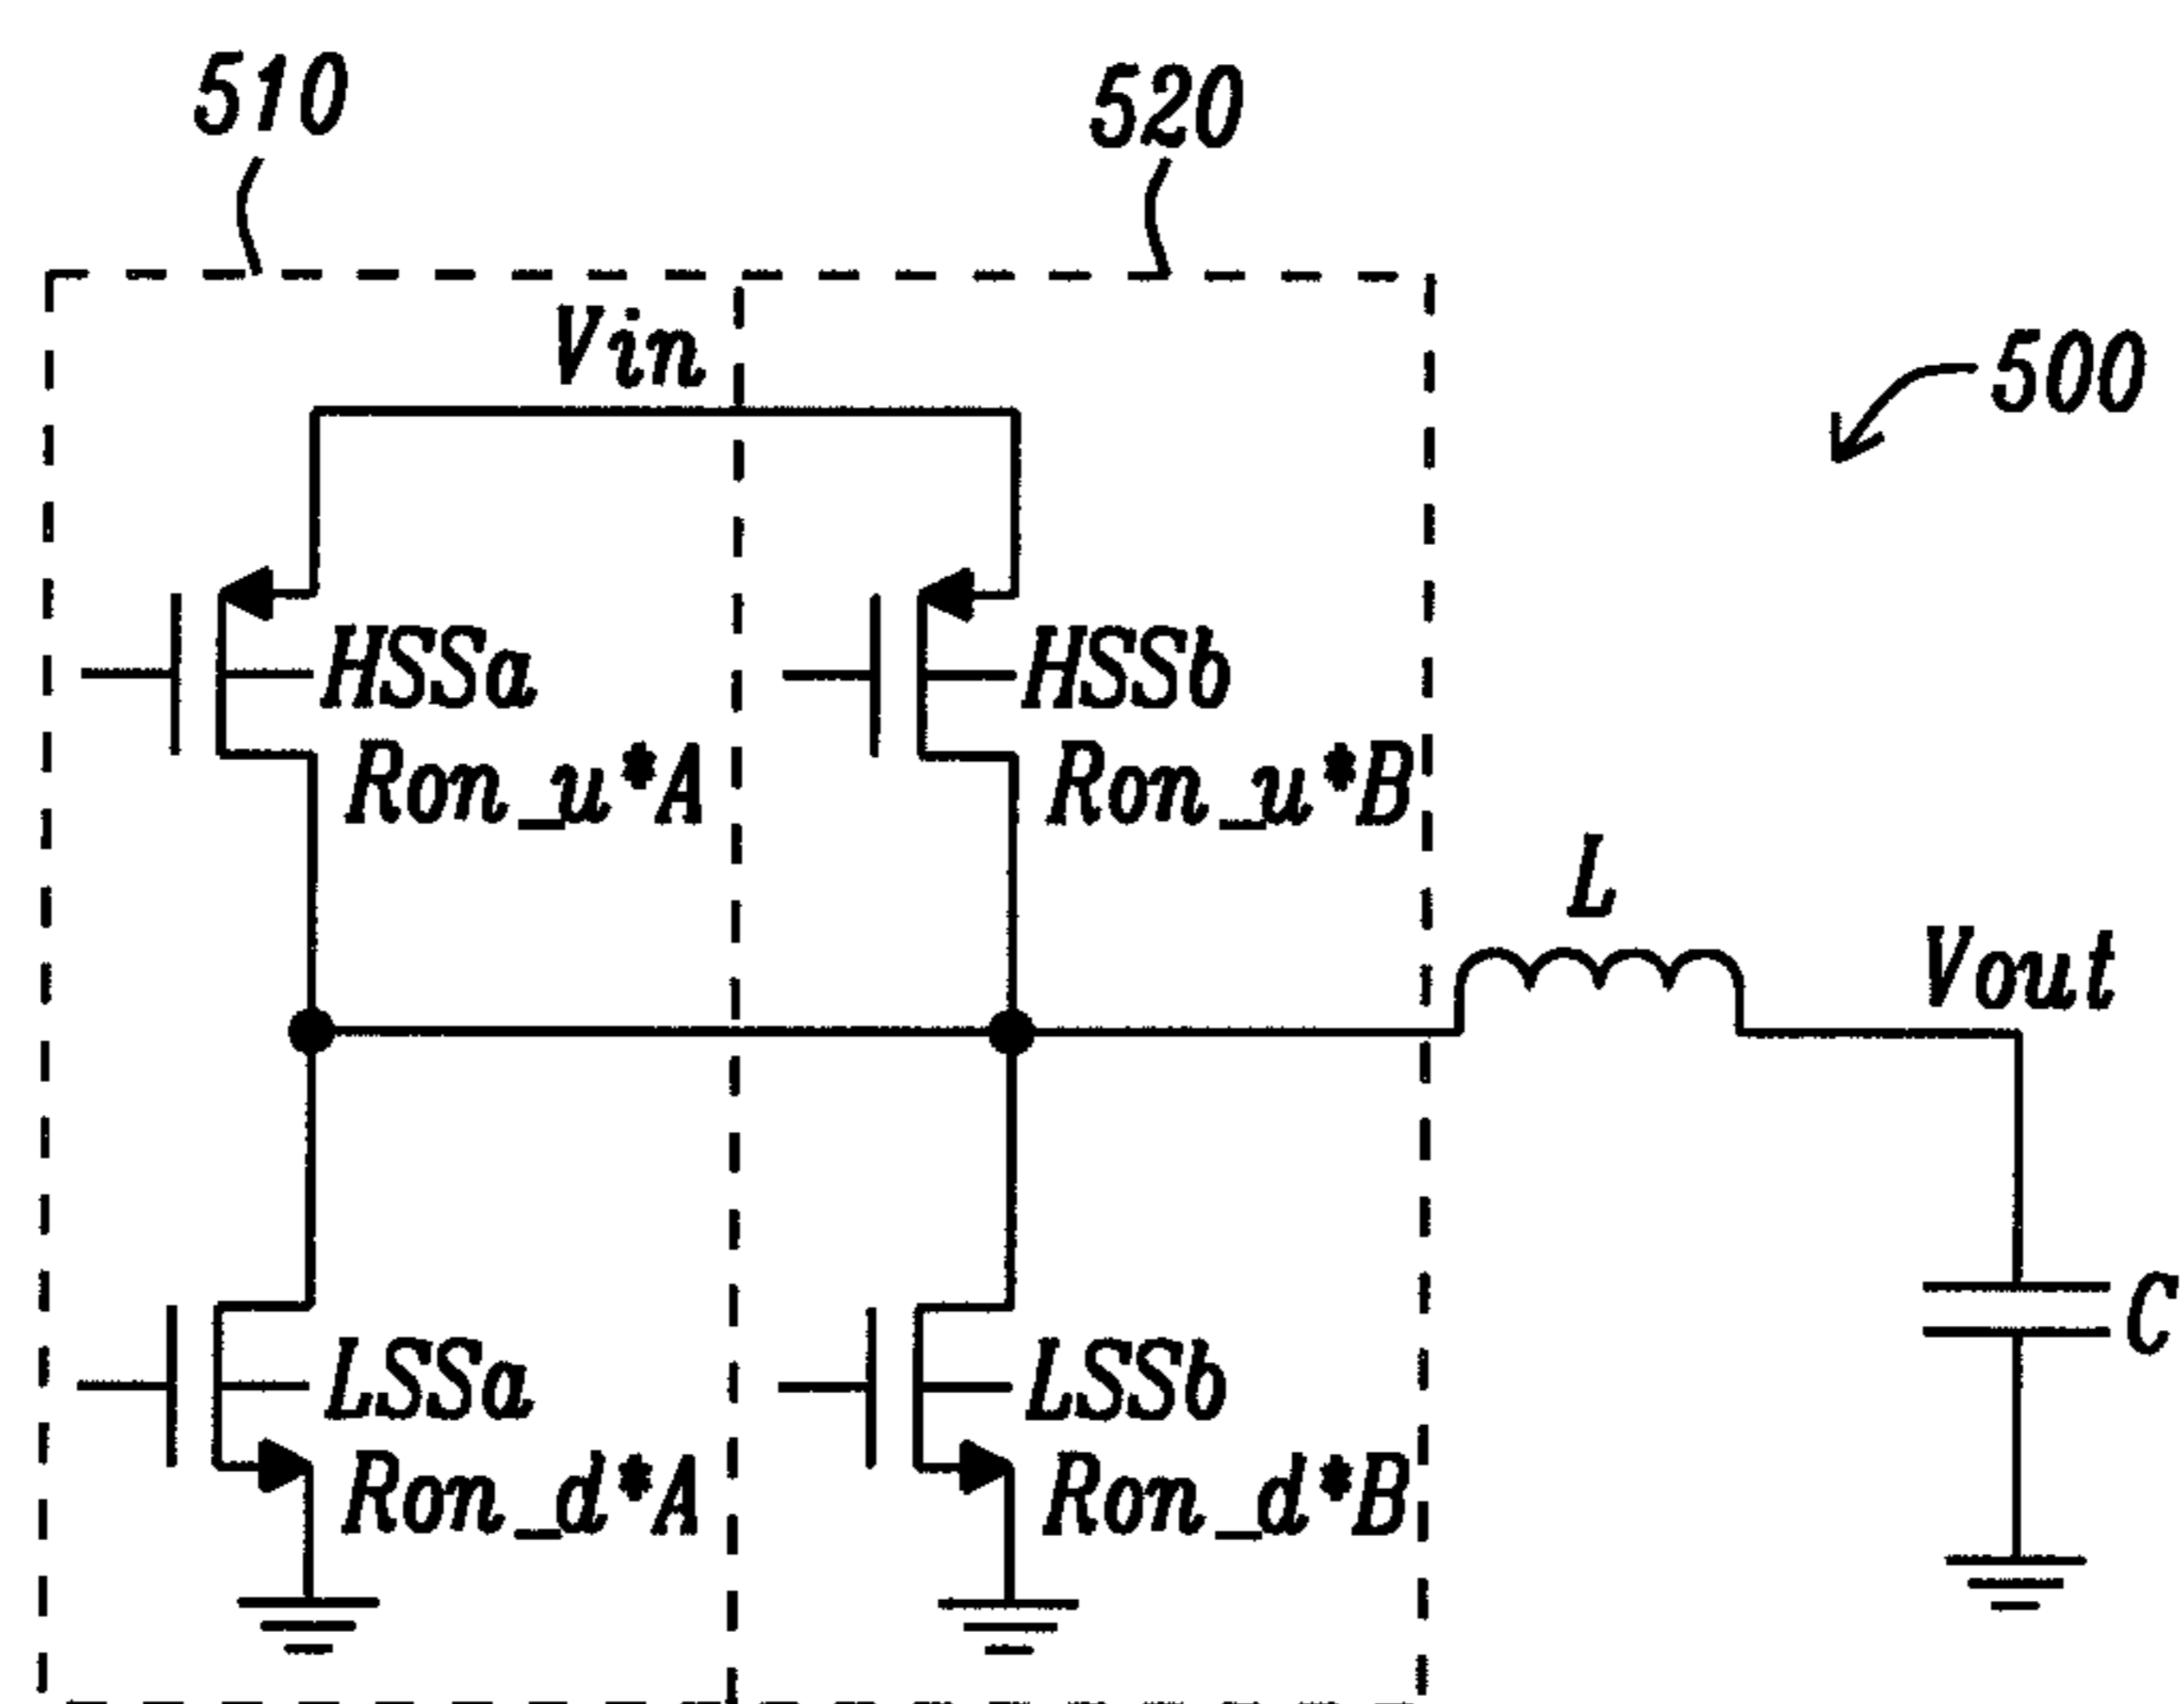 510
520
Vin
500
HSSa
Ron_u*A
HSSb
Ron_u*B
L
Vout
LSSa
Ron_d*A
LSSb
Ron_d*B
C